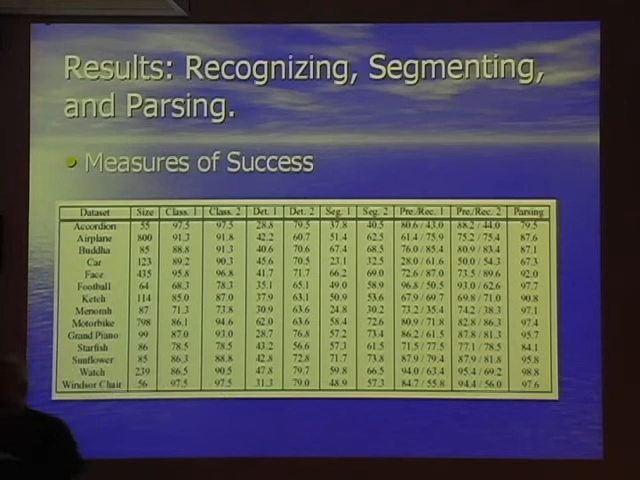 Results: Recognizing, Segmenting,
and Parsing.
Measures of Success
Dataset Size Class. 1 Class. 2 Det. 1 Det. 2 Seg. 1 Seg. 2 Pre./Rec. 1 Pre./Rec. 2 Parsing
Accordion 55 97.5 97.5 28.8 79.5 37.8 40.5 80.6 / 43.0 88.2 / 44.0 79.5
Airplane 800 91.3 91.8 42.2 60.7 51.4 62.5 61.4 / 75.9 75.2 / 75.4 87.6
Buddha 85 88.8 91.3 40.6 70.6 47.4 68.5 76.0 / 85.4 80.9 / 83.4 87.1
Car 123 89.2 90.3 45.6 70.5 23.1 32.5 28.0 / 61.6 50.0 / 54.3 67.3
Face 435 95.8 96.8 41.7 71.7 66.2 69.0 72.6 / 87.0 73.5 / 89.6 92.0
Football 64 68.3 78.3 35.1 65.1 49.0 58.9 96.8 / 50.5 93.0 / 62.6 97.7
Ketch 114 85.0 87.0 37.9 63.1 50.9 53.6 67.9 / 69.7 69.8 / 71.0 90.8
Menorah 87 71.3 73.8 30.9 63.6 24.8 30.2 73.2 / 35.4 74.2 / 38.3 97.1
Motorbike 798 86.1 94.6 62.0 63.6 58.4 72.6 80.9 / 71.8 82.8 / 86.3 97.4
Grand Piano 99 87.0 93.0 28.7 76.8 57.2 73.4 86.2 / 61.5 87.8 / 81.3 95.7
Starfish 86 78.5 78.5 43.2 56.6 57.3 61.5 71.5 / 77.5 77.1 / 78.5 84.1
Sunflower 85 86.3 88.8 42.8 72.8 71.7 73.8 87.9 / 79.4 87.9 / 81.8 95.8
Watch 239 86.5 90.5 47.8 79.7 59.8 66.5 94.0 / 63.4 95.4 / 69.2 98.8
Windsor Chair 56 97.5 97.5 31.3 79.0 48.9 57.3 84.7 / 55.8 94.4 / 56.0 97.6